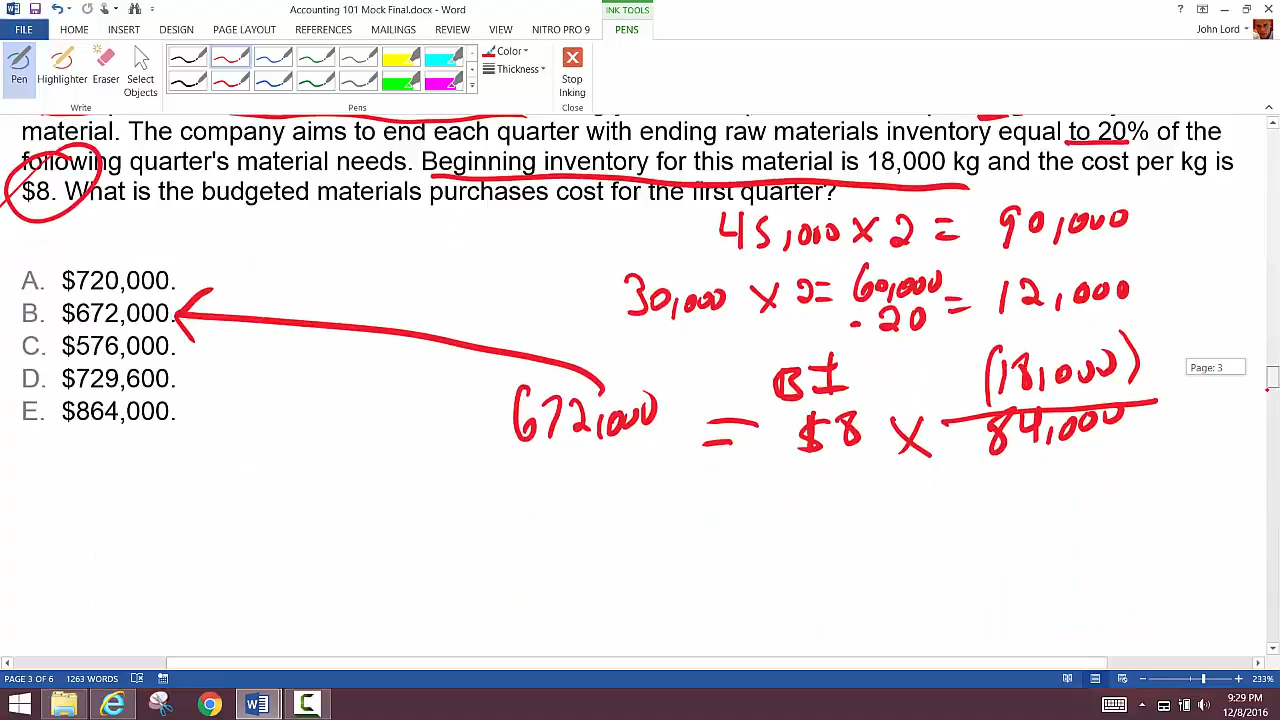 Accounting 101 Mock Final.docx - Word
INK TOOLS
FILE HOME INSERT DESIGN PAGE LAYOUT REFERENCES MAILINGS REVIEW VIEW NITRO PRO 9 PENS
John Lord
Pen
Highlighter
Eraser
Select Objects
Color
Thickness
Stop Inking
Write
Pens
Close
material. The company aims to end each quarter with ending raw materials inventory equal to 20% of the
following quarter's material needs. Beginning inventory for this material is 18,000 kg and the cost per kg is
$8. What is the budgeted materials purchases cost for the first quarter?
45,000 x 2 = 90,000
A. $720,000.
30,000 x 2 = 60,000
· 20 = 12,000
B. $672,000.
C. $576,000.
BI (18,000)
Page: 3
D. $729,600.
672,000 = $8 x 84,000
E. $864,000.
PAGE 3 OF 6 1263 WORDS
233%
9:29 PM
12/8/2016